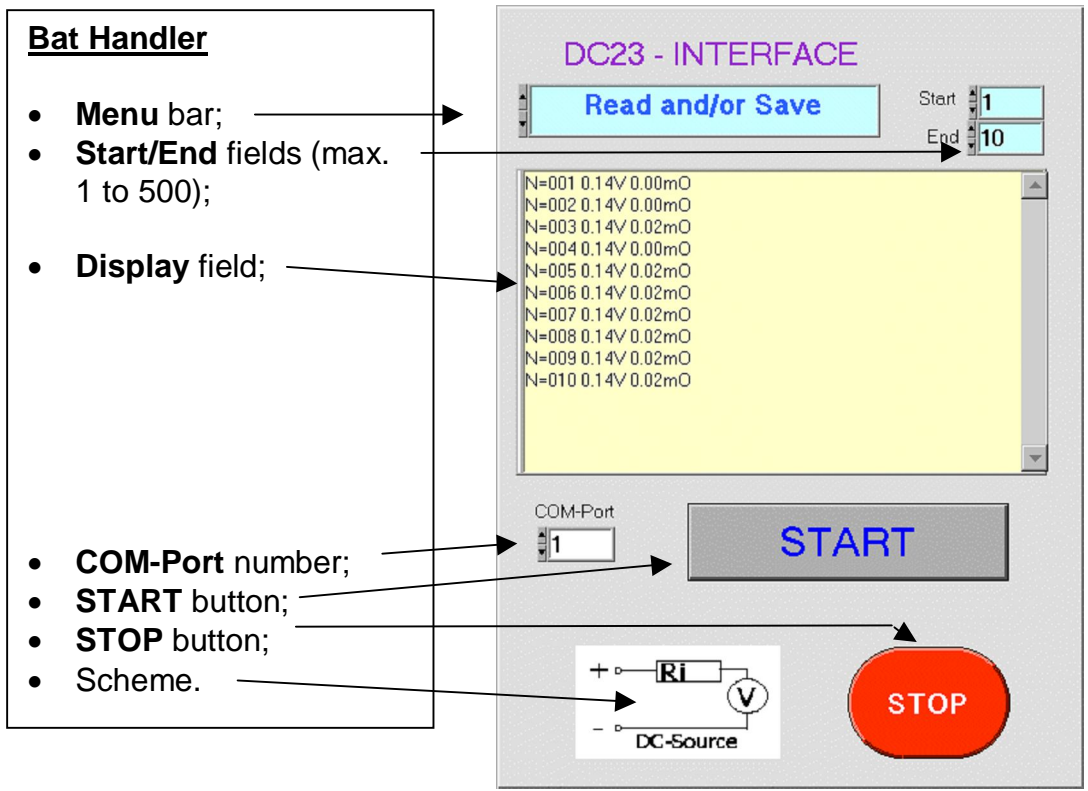 Bat Handler
• Menu bar;
• Start/End fields (max.
1 to 500);
• Display field;
• COM-Port number;
• START button;
• STOP button;
• Scheme.
DC23 - INTERFACE
Read and/or Save
Start 1
End 10
N=001 0.14V 0.00mO
N=002 0.14V 0.00mO
N=003 0.14V 0.02mO
N=004 0.14V 0.00mO
N=005 0.14V 0.02mO
N=006 0.14V 0.02mO
N=007 0.14V 0.02mO
N=008 0.14V 0.02mO
N=009 0.14V 0.02mO
N=010 0.14V 0.02mO
COM-Port
1
START
+ Ri
V
-
DC-Source
STOP